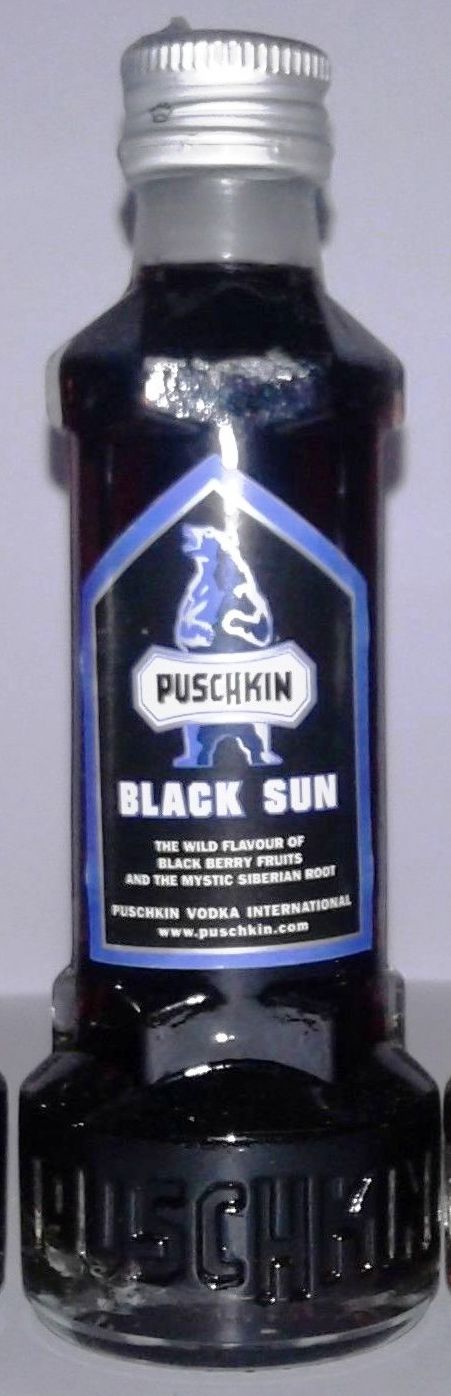 PUSCHKIN
BLACK SUN
THE WILD FLAVOUR OF
BLACK BERRY FRUITS
AND THE MYSTIC SIBERIAN ROOT
PUSCHKIN VODKA INTERNATIONAL
www.puschkin.com
PUSCHKIN